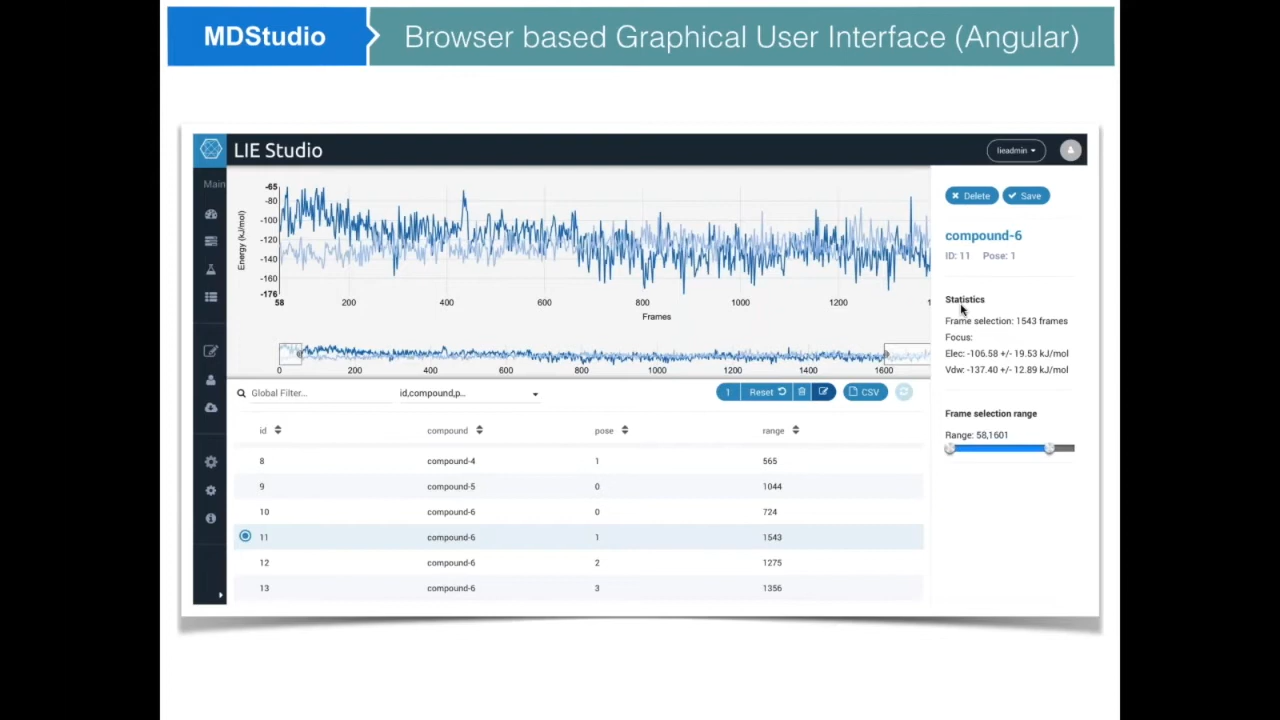 MDStudio
Browser based Graphical User Interface (Angular)
LIE Studio
lieadmin
Main
Energy (kJ/mol)
-65
-80
-100
-120
-140
-160
-176
58 200 400 600 800 1000 1200 1
Frames
0 200 400 600 800 1000 1200 1400 1600
Global Filter...
id,compound,p...
1 Reset CSV
id compound pose range
8 compound-4 1 565
9 compound-5 0 1044
10 compound-6 0 724
11 compound-6 1 1543
12 compound-6 2 1275
13 compound-6 3 1356
Delete Save
compound-6
ID: 11 Pose: 1
Statistics
Frame selection: 1543 frames
Focus:
Elec: -106.58 +/- 19.53 kJ/mol
Vdw: -137.40 +/- 12.89 kJ/mol
Frame selection range
Range: 58,1601